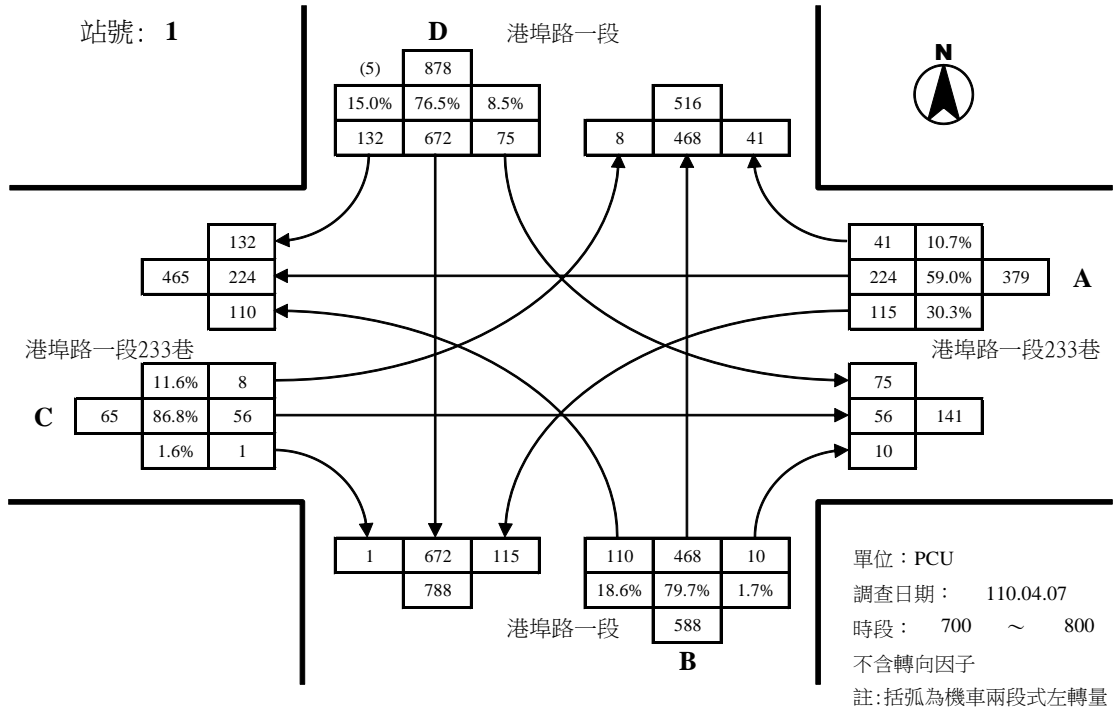 站號: 1
D
港埠路一段
N
(5)
878
15.0% 76.5% 8.5%
132 672 75
516
8 468 41
132
465 224
110
41 10.7%
224 59.0% 379
115 30.3%
A
港埠路一段233巷
港埠路一段233巷
C
11.6% 8
65 86.8% 56
1.6% 1
75
56 141
10
1 672 115
788
110 468 10
18.6% 79.7% 1.7%
588
港埠路一段
B
單位：PCU
調查日期： 110.04.07
時段： 700 ～ 800
不含轉向因子
註:括弧為機車兩段式左轉量